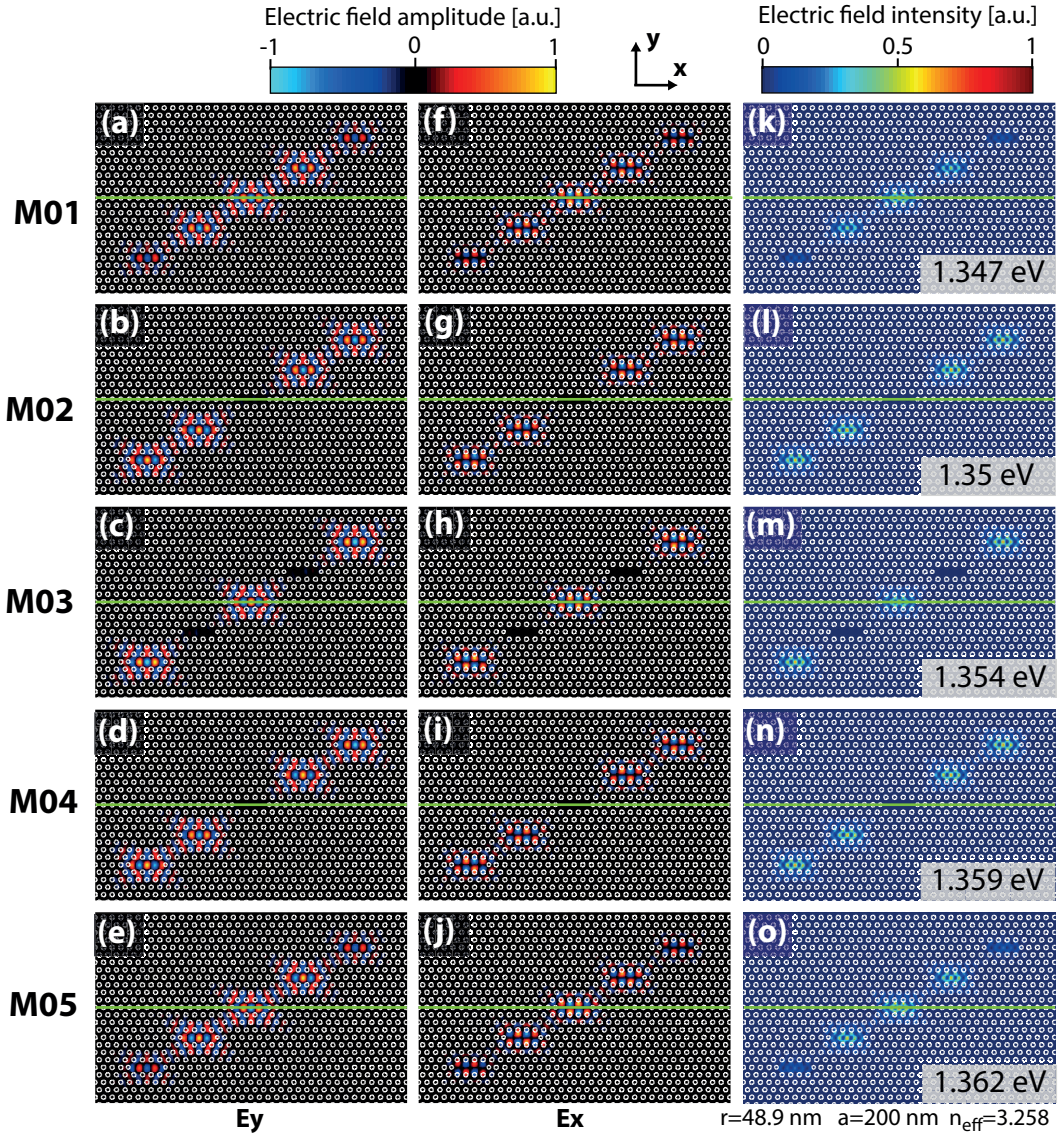 Electric field amplitude [a.u.] Electric field intensity [a.u.]
-1 0 1 y x 0 0.5 1
(a) (f) (k)
M01
1.347 eV
(b) (g) (l)
M02
1.35 eV
(c) (h) (m)
M03
1.354 eV
(d) (i) (n)
M04
1.359 eV
(e) (j) (o)
M05
1.362 eV
Ey Ex r=48.9 nm a=200 nm neff=3.258